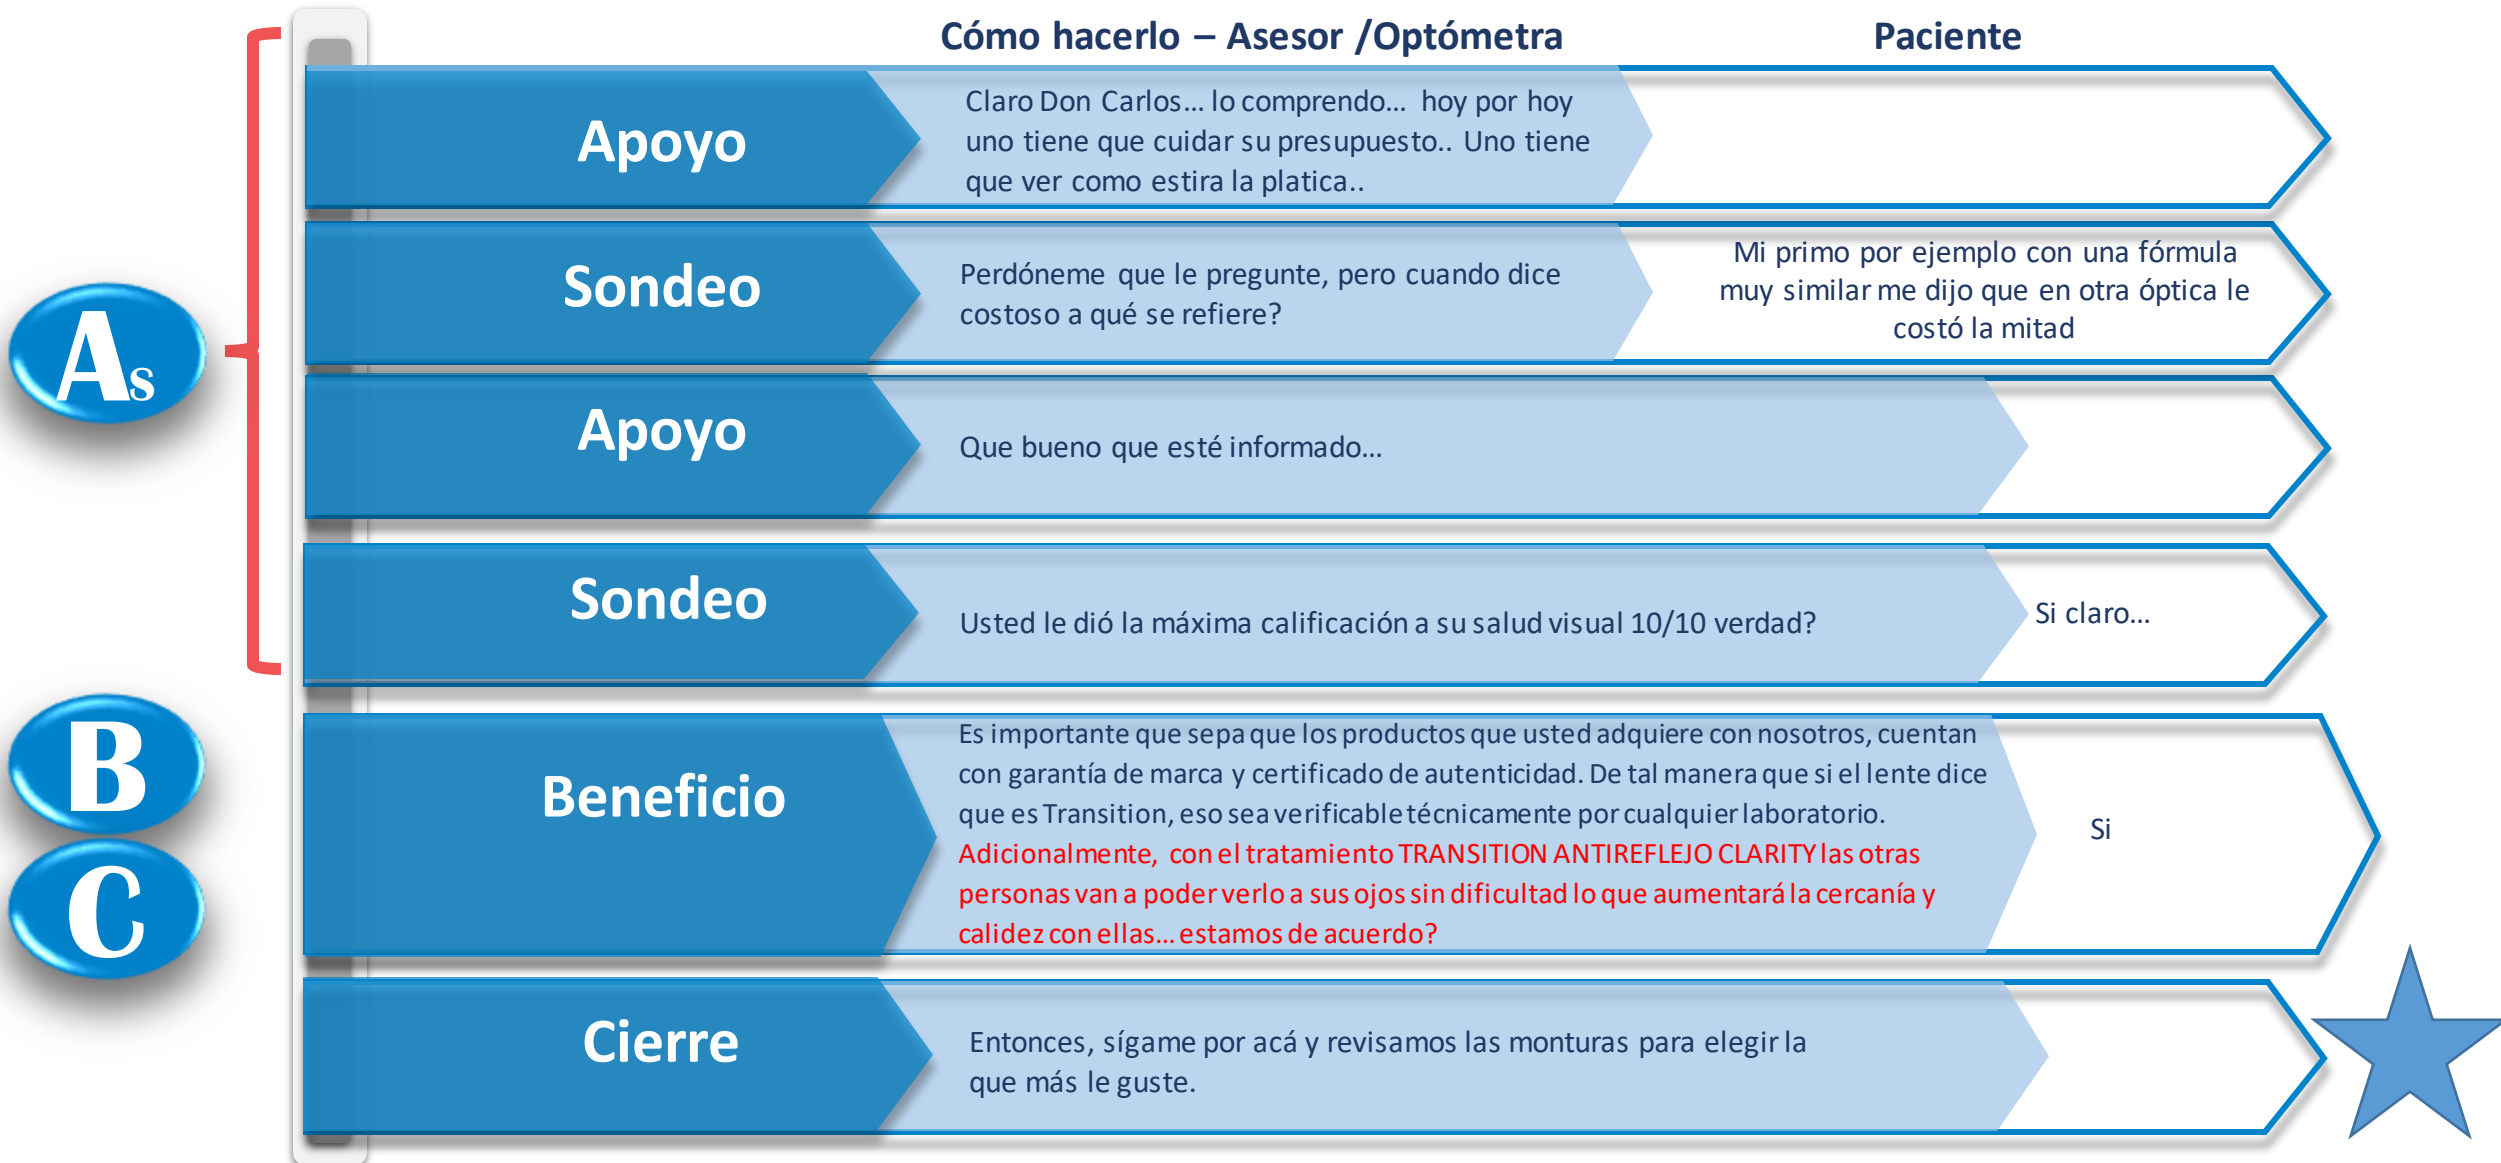 Cómo hacerlo – Asesor /Optómetra
Paciente
Apoyo
Claro Don Carlos... lo comprendo... hoy por hoy
uno tiene que cuidar su presupuesto.. Uno tiene
que ver como estira la platica..
Sondeo
Perdóneme que le pregunte, pero cuando dice
costoso a qué se refiere?
Mi primo por ejemplo con una fórmula
muy similar me dijo que en otra óptica le
costó la mitad
As
Apoyo
Que bueno que esté informado...
Sondeo
Usted le dió la máxima calificación a su salud visual 10/10 verdad?
Si claro...
B
C
Beneficio
Es importante que sepa que los productos que usted adquiere con nosotros, cuentan
con garantía de marca y certificado de autenticidad. De tal manera que si el lente dice
que es Transition, eso sea verificable técnicamente por cualquier laboratorio.
Adicionalmente, con el tratamiento TRANSITION ANTIREFLEJO CLARITY las otras
personas van a poder verlo a sus ojos sin dificultad lo que aumentará la cercanía y
calidez con ellas... estamos de acuerdo?
Si
Cierre
Entonces, sígame por acá y revisamos las monturas para elegir la
que más le guste.